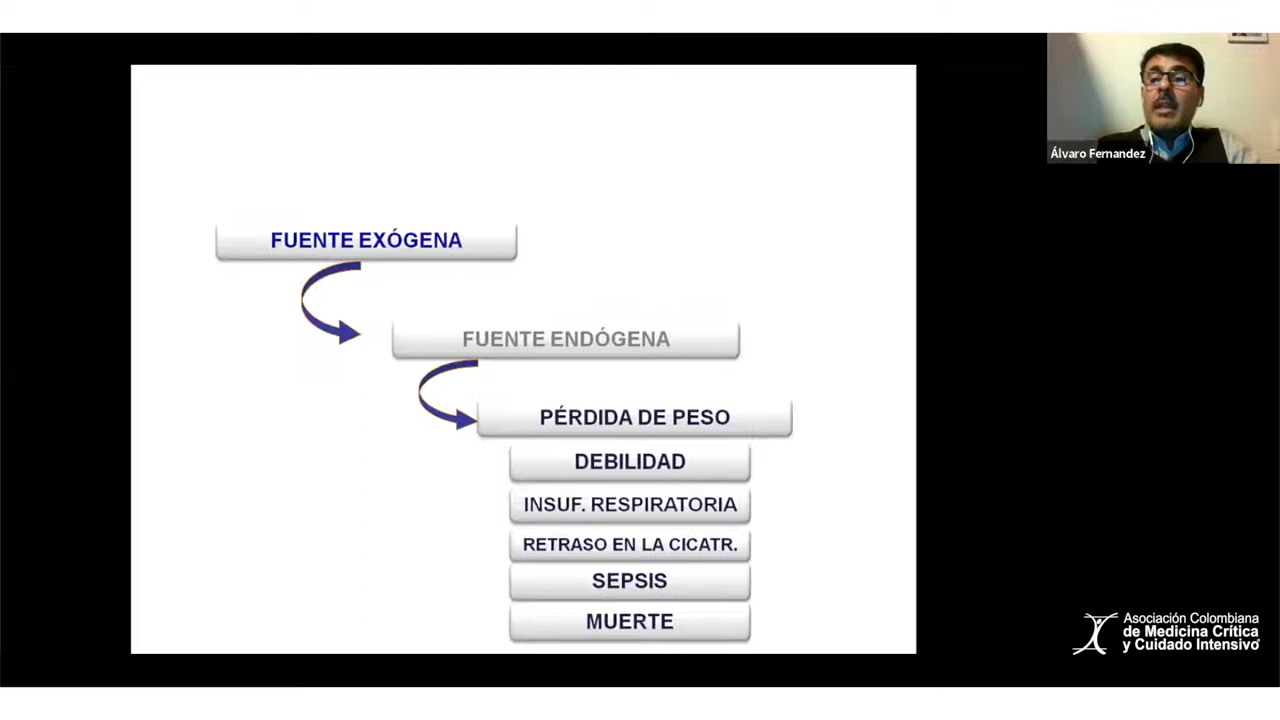 Álvaro Fernandez
FUENTE EXÓGENA
FUENTE ENDÓGENA
PÉRDIDA DE PESO
DEBILIDAD
INSUF. RESPIRATORIA
RETRASO EN LA CICATR.
SEPSIS
MUERTE
Asociación Colombiana
de Medicina Crítica
y Cuidado Intensivo